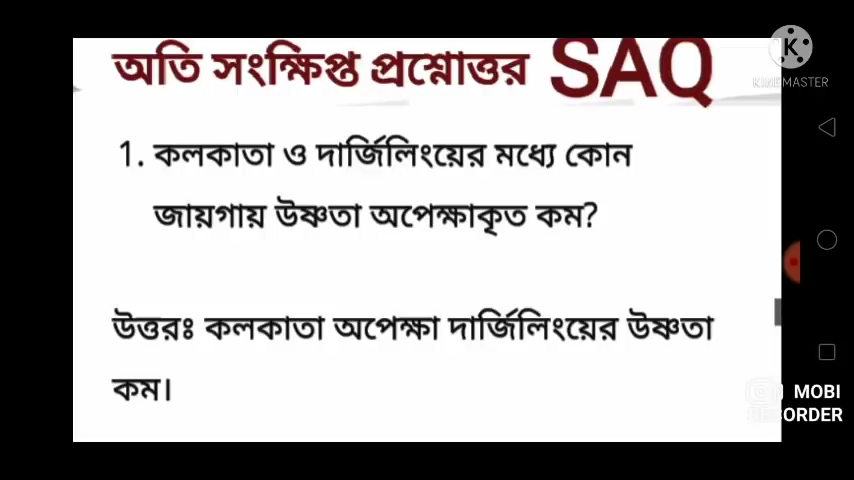 অতি সংক্ষিপ্ত প্রশ্নোত্তর SAQ
KINEMASTER
1. কলকাতা ও দার্জিলিংয়ের মধ্যে কোন
জায়গায় উষ্ণতা অপেক্ষাকৃত কম?
উত্তরঃ কলকাতা অপেক্ষা দার্জিলিংয়ের উষ্ণতা
কম।
MOBI
RECORDER